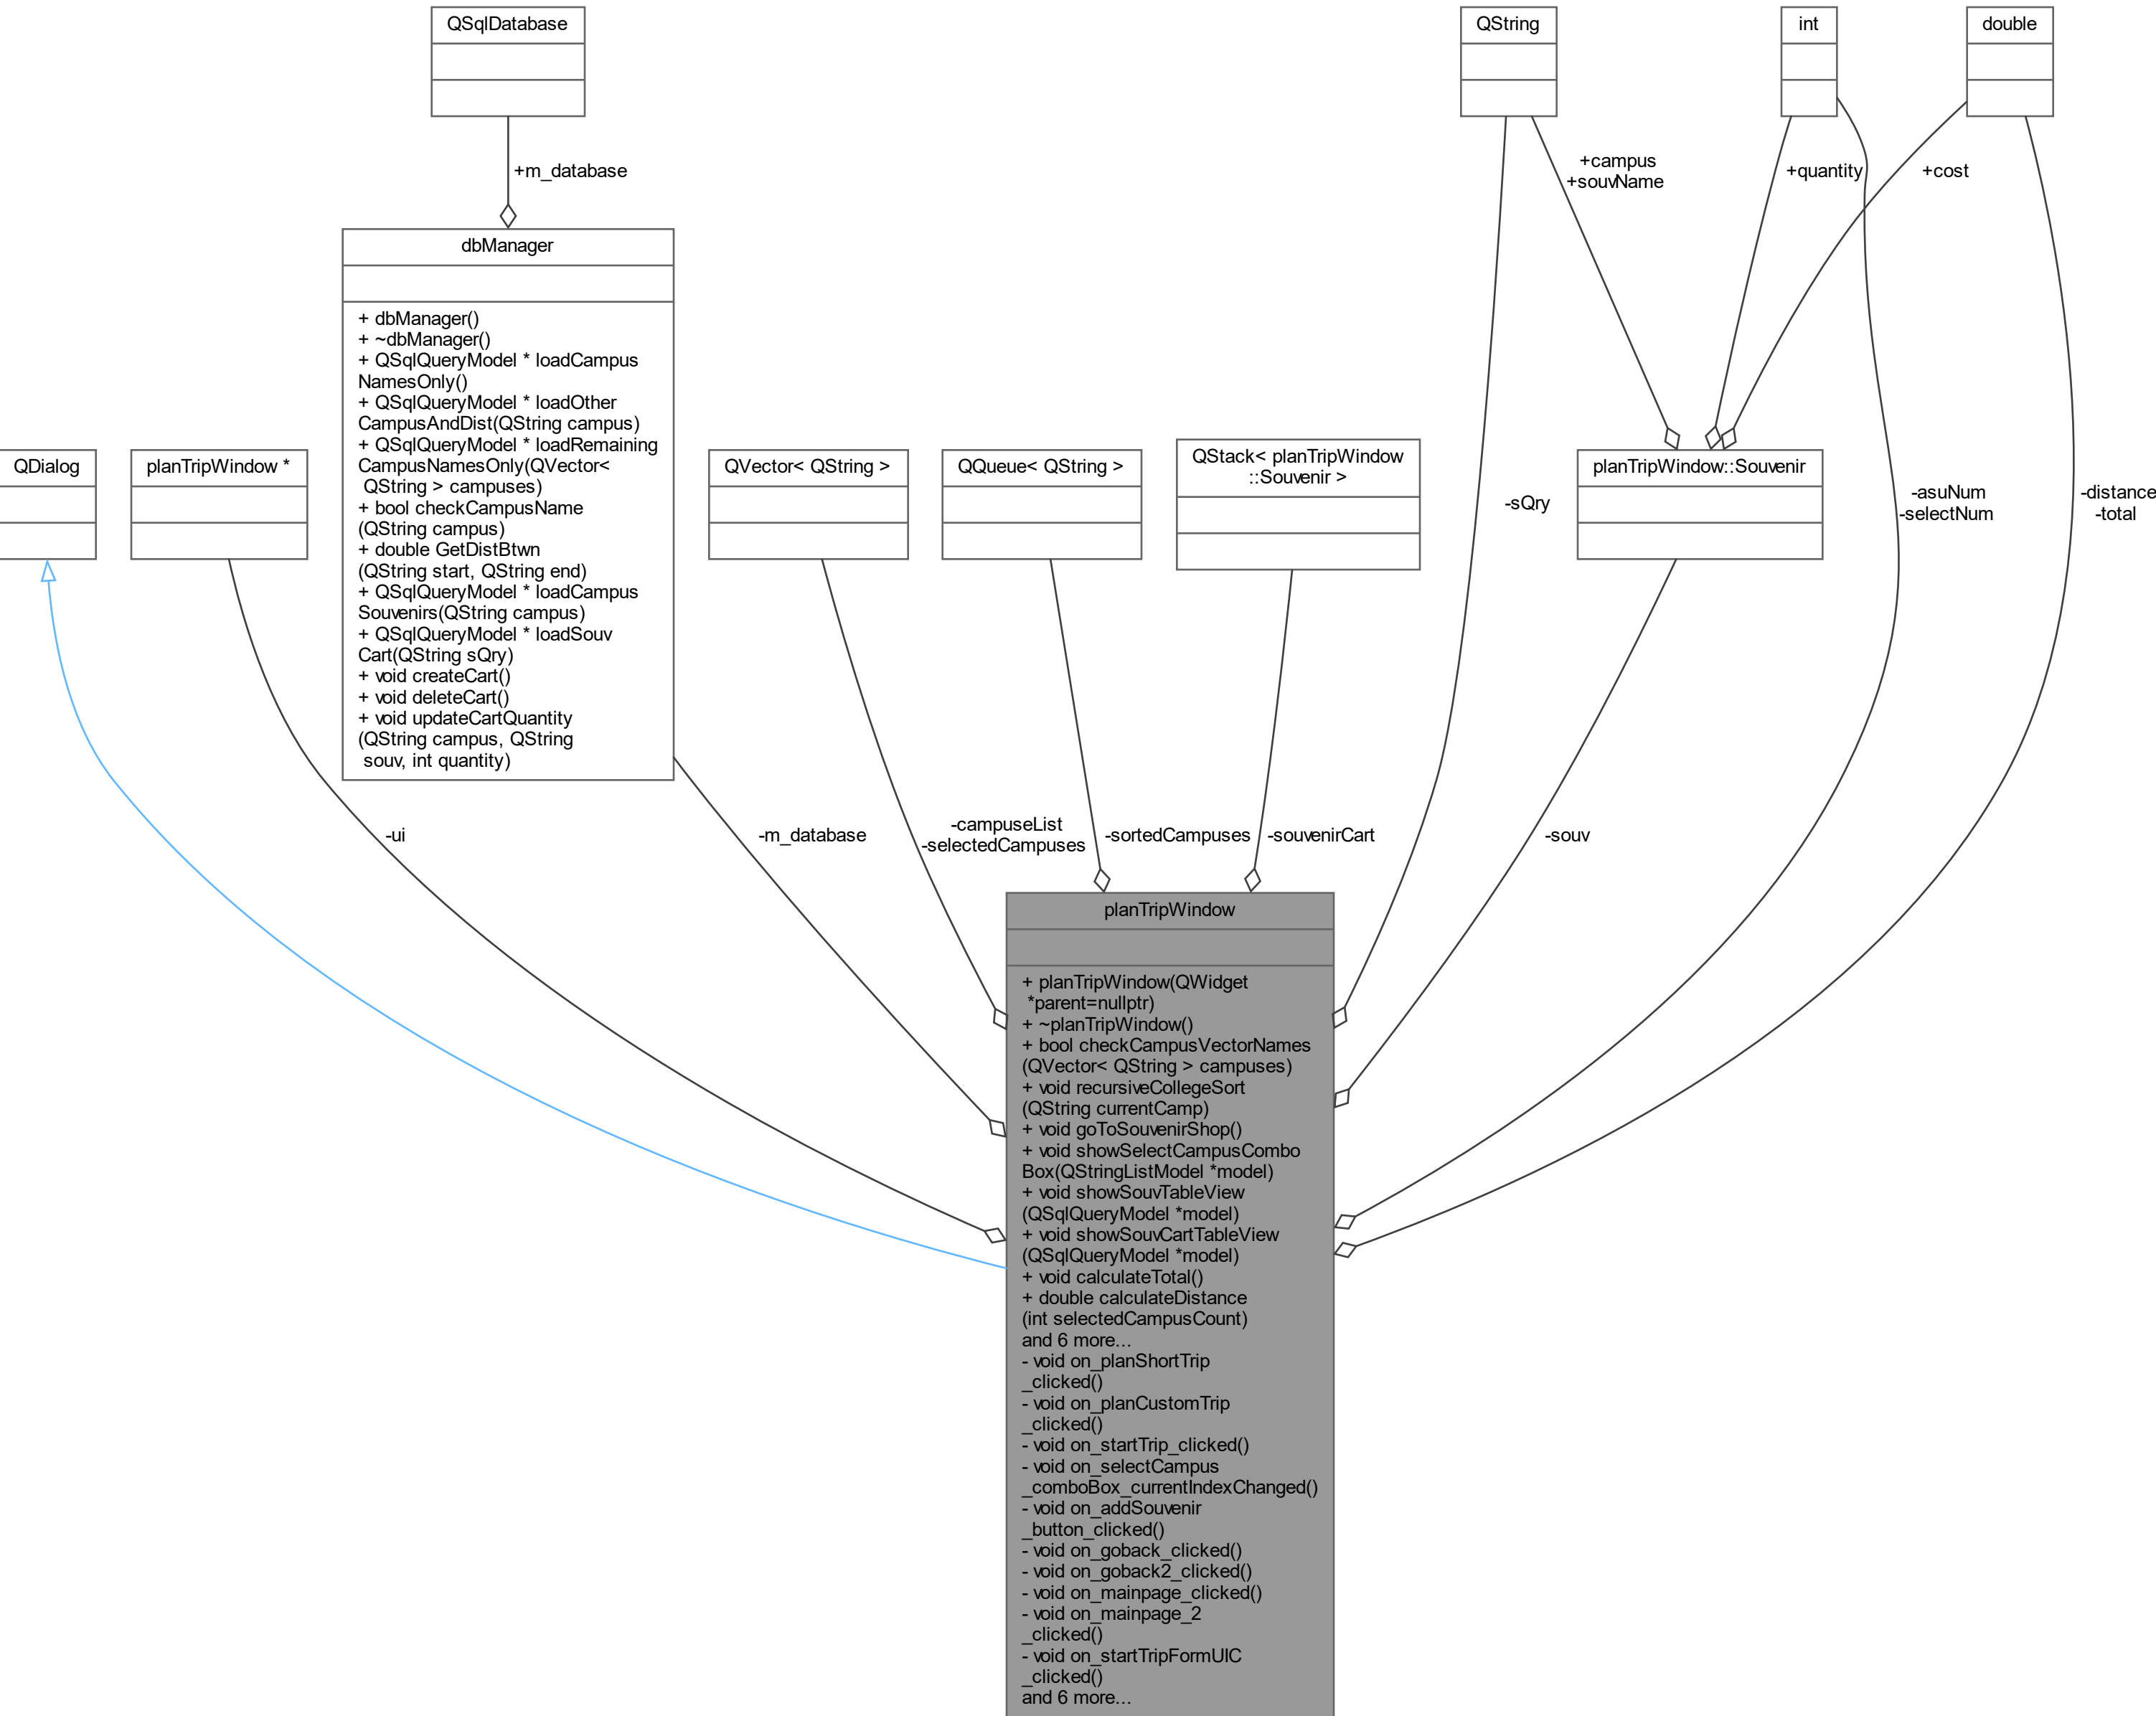 QSqlDatabase
QString
int
double
+m_database
+campus
+souvName
+quantity
+cost
dbManager
+ dbManager()
+ ~dbManager()
+ QSqlQueryModel * loadCampus
NamesOnly()
+ QSqlQueryModel * loadOther
CampusAndDist(QString campus)
+ QSqlQueryModel * loadRemaining
CampusNamesOnly(QVector<
QString > campuses)
+ bool checkCampusName
(QString campus)
+ double GetDistBtwn
(QString start, QString end)
+ QSqlQueryModel * loadCampus
Souvenirs(QString campus)
+ QSqlQueryModel * loadSouv
Cart(QString sQry)
+ void createCart()
+ void deleteCart()
+ void updateCartQuantity
(QString campus, QString
souv, int quantity)
QDialog
planTripWindow *
QVector< QString >
QQueue< QString >
QStack< planTripWindow
::Souvenir >
planTripWindow::Souvenir
-sQry
-asuNum
-selectNum
-distance
-total
-ui
-m_database
-campuseList
-selectedCampuses
-sortedCampuses
-souvenirCart
-souv
planTripWindow
+ planTripWindow(QWidget
*parent=nullptr)
+ ~planTripWindow()
+ bool checkCampusVectorNames
(QVector< QString > campuses)
+ void recursiveCollegeSort
(QString currentCamp)
+ void goToSouvenirShop()
+ void showSelectCampusCombo
Box(QStringListModel *model)
+ void showSouvTableView
(QSqlQueryModel *model)
+ void showSouvCartTableView
(QSqlQueryModel *model)
+ void calculateTotal()
+ double calculateDistance
(int selectedCampusCount)
and 6 more...
- void on_planShortTrip
_clicked()
- void on_planCustomTrip
_clicked()
- void on_startTrip_clicked()
- void on_selectCampus
_comboBox_currentIndexChanged()
- void on_addSouvenir
_button_clicked()
- void on_goback_clicked()
- void on_goback2_clicked()
- void on_mainpage_clicked()
- void on_mainpage_2
_clicked()
- void on_startTripFormUIC
_clicked()
and 6 more...